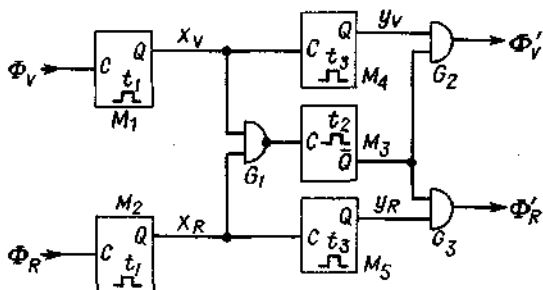 x_V
y_V
Φ_V
C Q
t_1
M_1
C
t_3
M_4
G_2
Φ'_V
G_1
t_2
C
Q̄
M_3
M_2
x_R
y_R
Φ_R
C Q
t_1
C Q
t_3
M_5
G_3
Φ'_R
Q